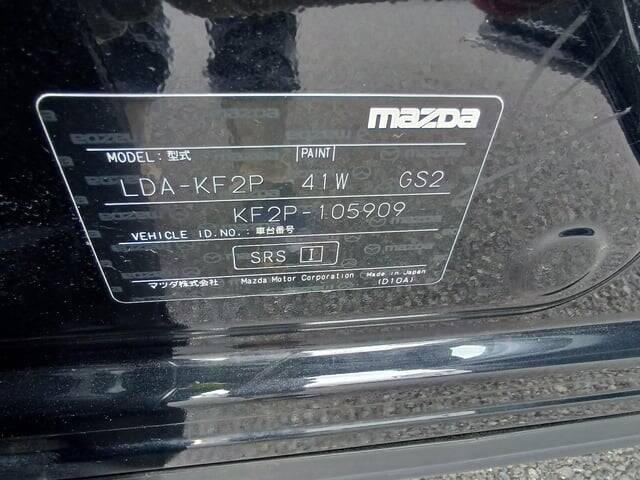 mazda
MODEL:型式 PAINT
LDA-KF2P 41W GS2
KF2P-105909
VEHICLE ID.NO.:車台番号
SRS I
マツダ株式会社 Mazda Motor Corporation Made in Japan
(D10A)